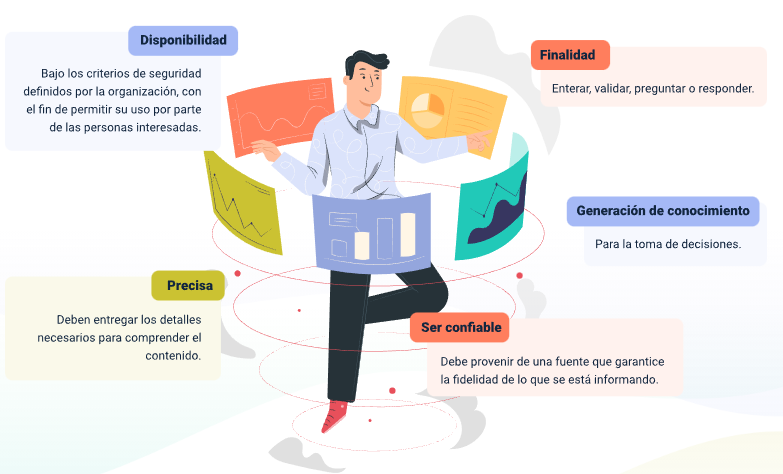 Disponibilidad
Bajo los criterios de seguridad
definidos por la organización, con
el fin de permitir su uso por parte
de las personas interesadas.
Finalidad
Enterar, validar, preguntar o responder.
Generación de conocimiento
Para la toma de decisiones.
Precisa
Deben entregar los detalles
necesarios para comprender el
contenido.
Ser confiable
Debe provenir de una fuente que garantice
la fidelidad de lo que se está informando.